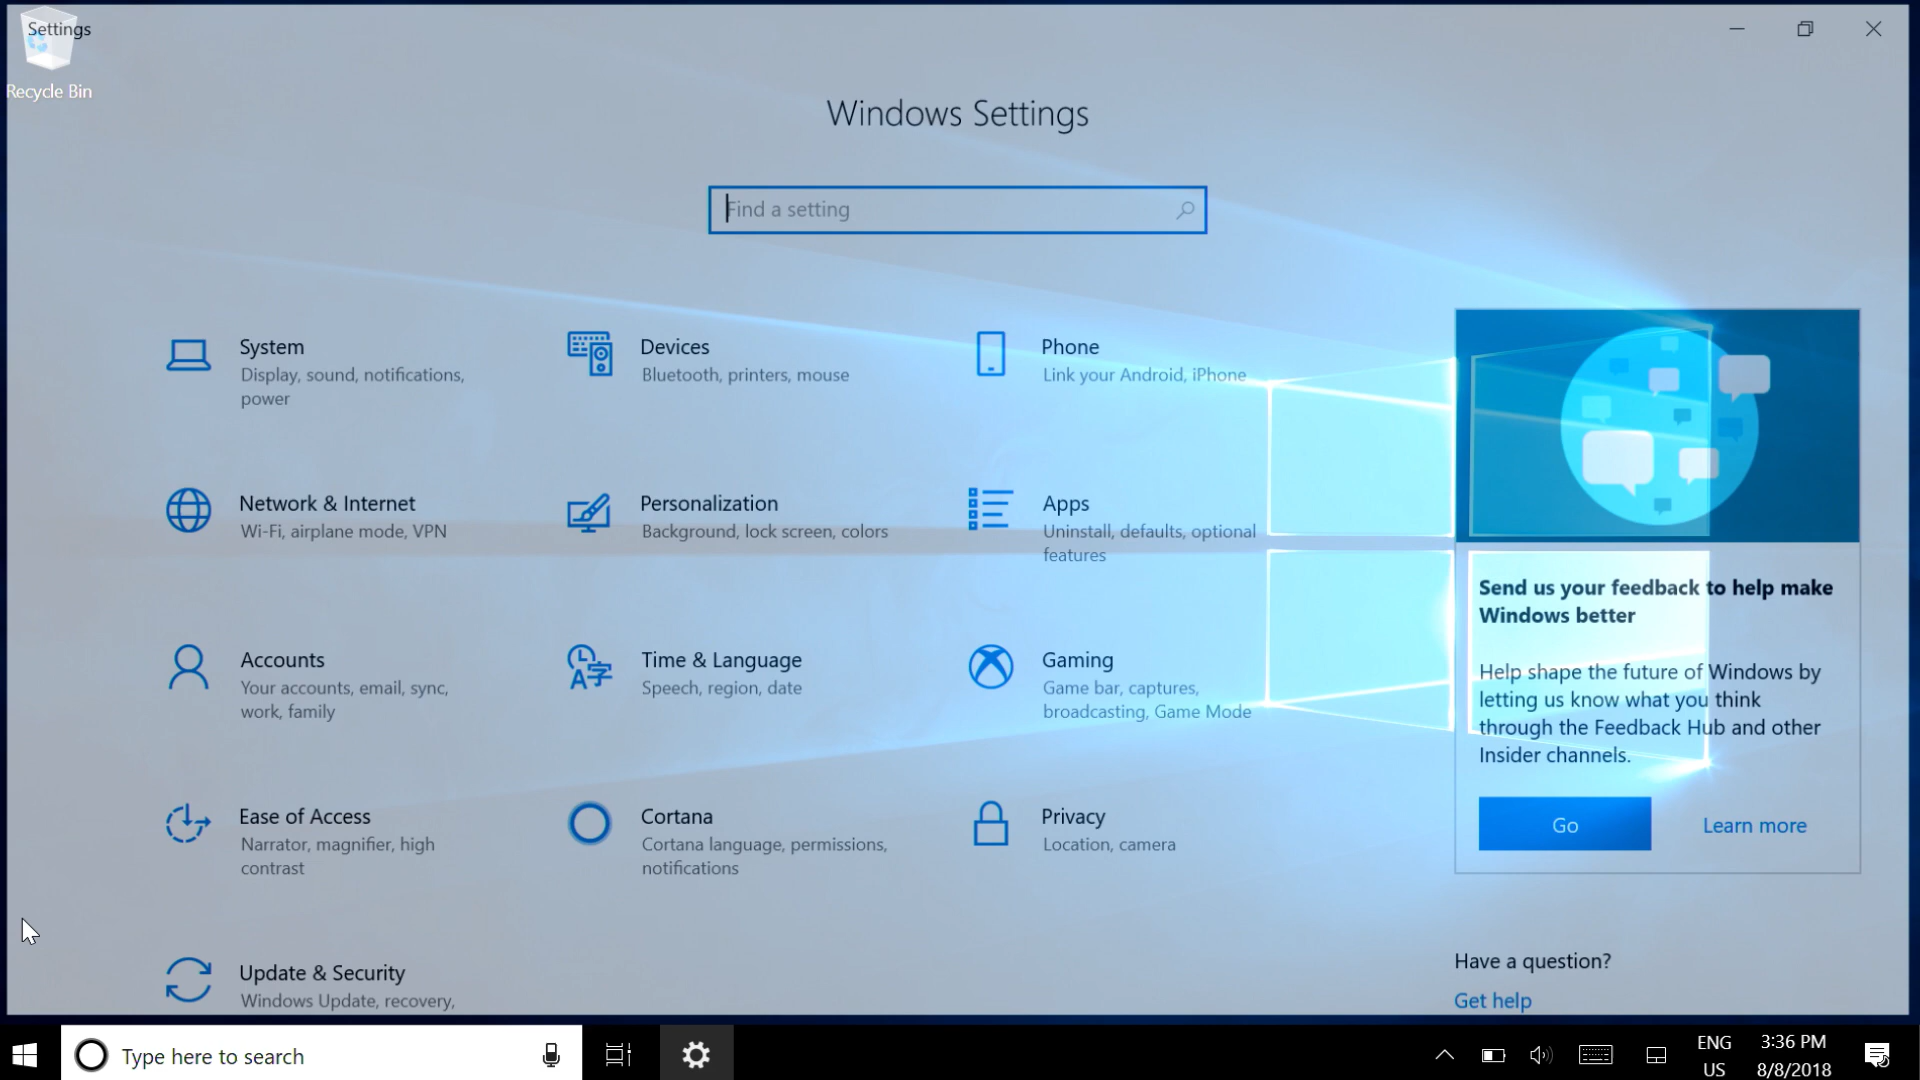 Settings
Recycle Bin
Windows Settings
Find a setting
System
Display, sound, notifications,
power
Devices
Bluetooth, printers, mouse
Phone
Link your Android, iPhone
Network & Internet
Wi-Fi, airplane mode, VPN
Personalization
Background, lock screen, colors
Apps
Uninstall, defaults, optional
features
Accounts
Your accounts, email, sync,
work, family
Time & Language
Speech, region, date
Gaming
Game bar, captures,
broadcasting, Game Mode
Ease of Access
Narrator, magnifier, high
contrast
Cortana
Cortana language, permissions,
notifications
Privacy
Location, camera
Update & Security
Windows Update, recovery,
Send us your feedback to help make
Windows better
Help shape the future of Windows by
letting us know what you think
through the Feedback Hub and other
Insider channels.
Go
Learn more
Have a question?
Get help
Type here to search
ENG
US
3:36 PM
8/8/2018